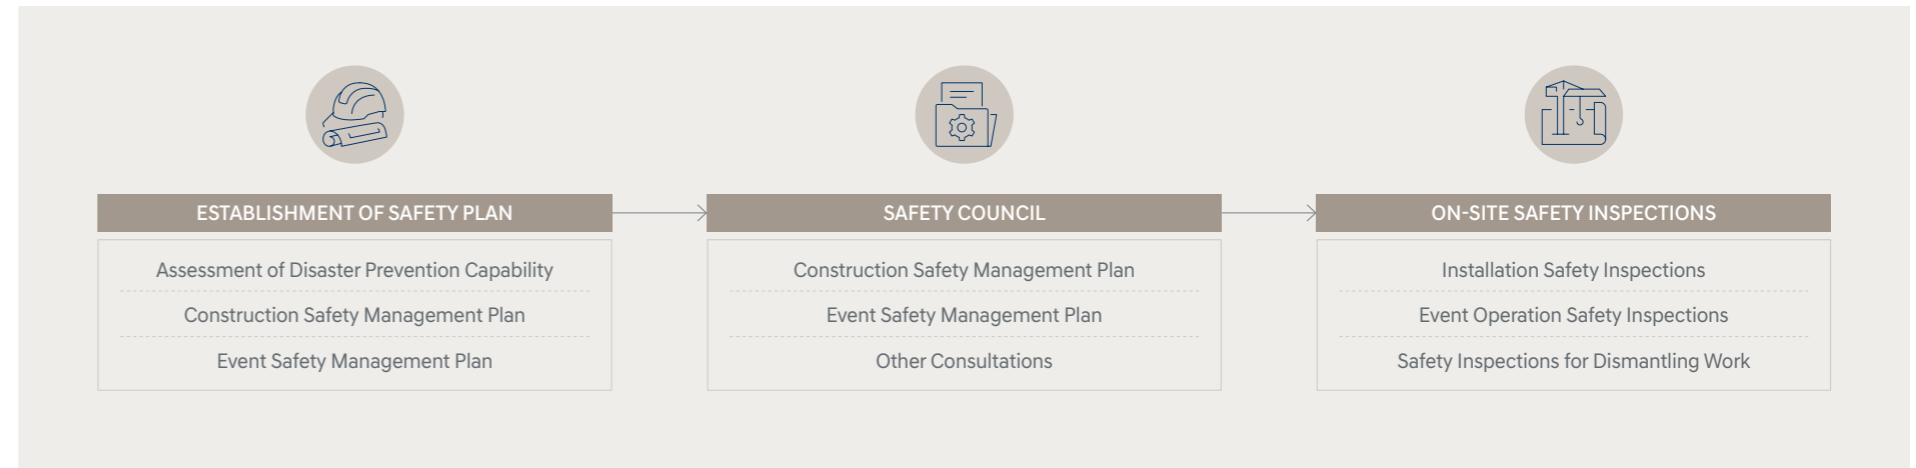 ESTABLISHMENT OF SAFETY PLAN
Assessment of Disaster Prevention Capability
Construction Safety Management Plan
Event Safety Management Plan
SAFETY COUNCIL
Construction Safety Management Plan
Event Safety Management Plan
Other Consultations
ON-SITE SAFETY INSPECTIONS
Installation Safety Inspections
Event Operation Safety Inspections
Safety Inspections for Dismantling Work